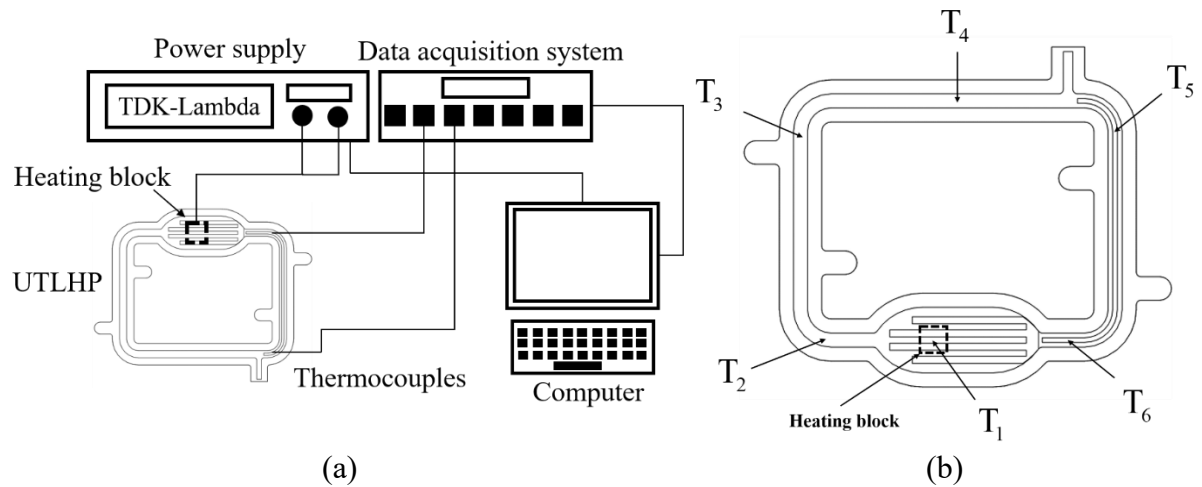 Power supply
Data acquisition system
TDK-Lambda
Heating block
UTLHP
Thermocouples
Computer
(a)
T4
T3
T5
T2
Heating block
T1
T6
(b)